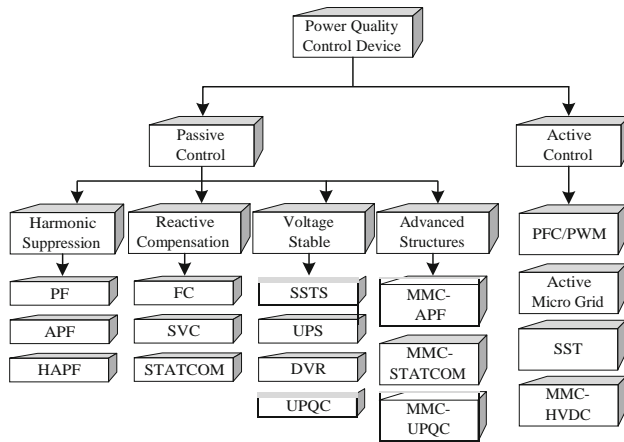 Power Quality
Control Device
Passive
Control
Active
Control
Harmonic
Suppression
Reactive
Compensation
Voltage
Stable
Advanced
Structures
PFC/PWM
PF
FC
SSTS
MMC-
APF
Active
Micro Grid
APF
SVC
UPS
MMC-
STATCOM
SST
HAPF
STATCOM
DVR
UPQC
MMC-
UPQC
MMC-
HVDC